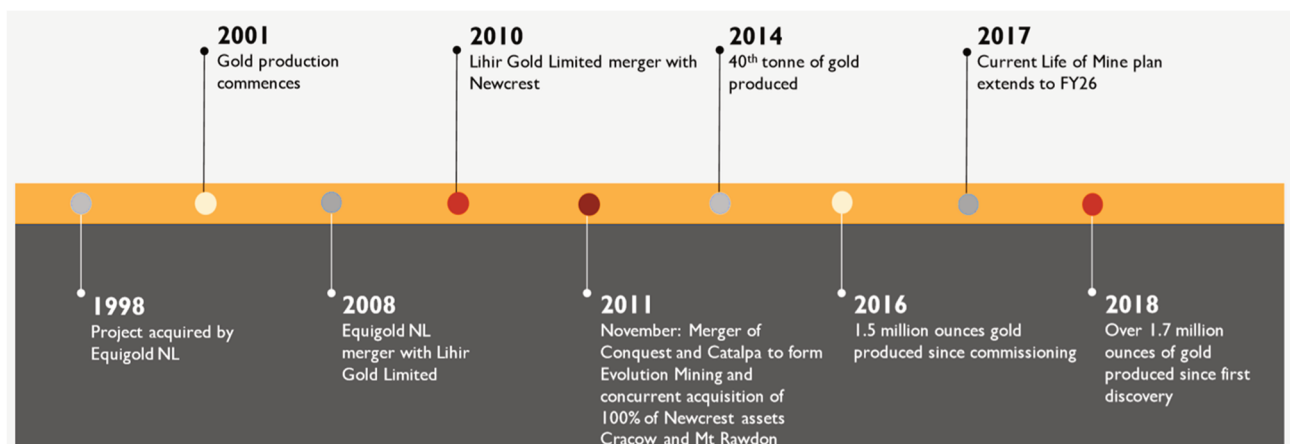 2001
Gold production
commences
2010
Lihir Gold Limited merger with
Newcrest
2014
40th tonne of gold
produced
2017
Current Life of Mine plan
extends to FY26
1998
Project acquired by
Equigold NL
2008
Equigold NL
merger with Lihir
Gold Limited
2011
November: Merger of
Conquest and Catalpa to form
Evolution Mining and
concurrent acquisition of
100% of Newcrest assets
Cracow and Mt Rawdon
2016
1.5 million ounces gold
produced since commissioning
2018
Over 1.7 million
ounces of gold
produced since first
discovery